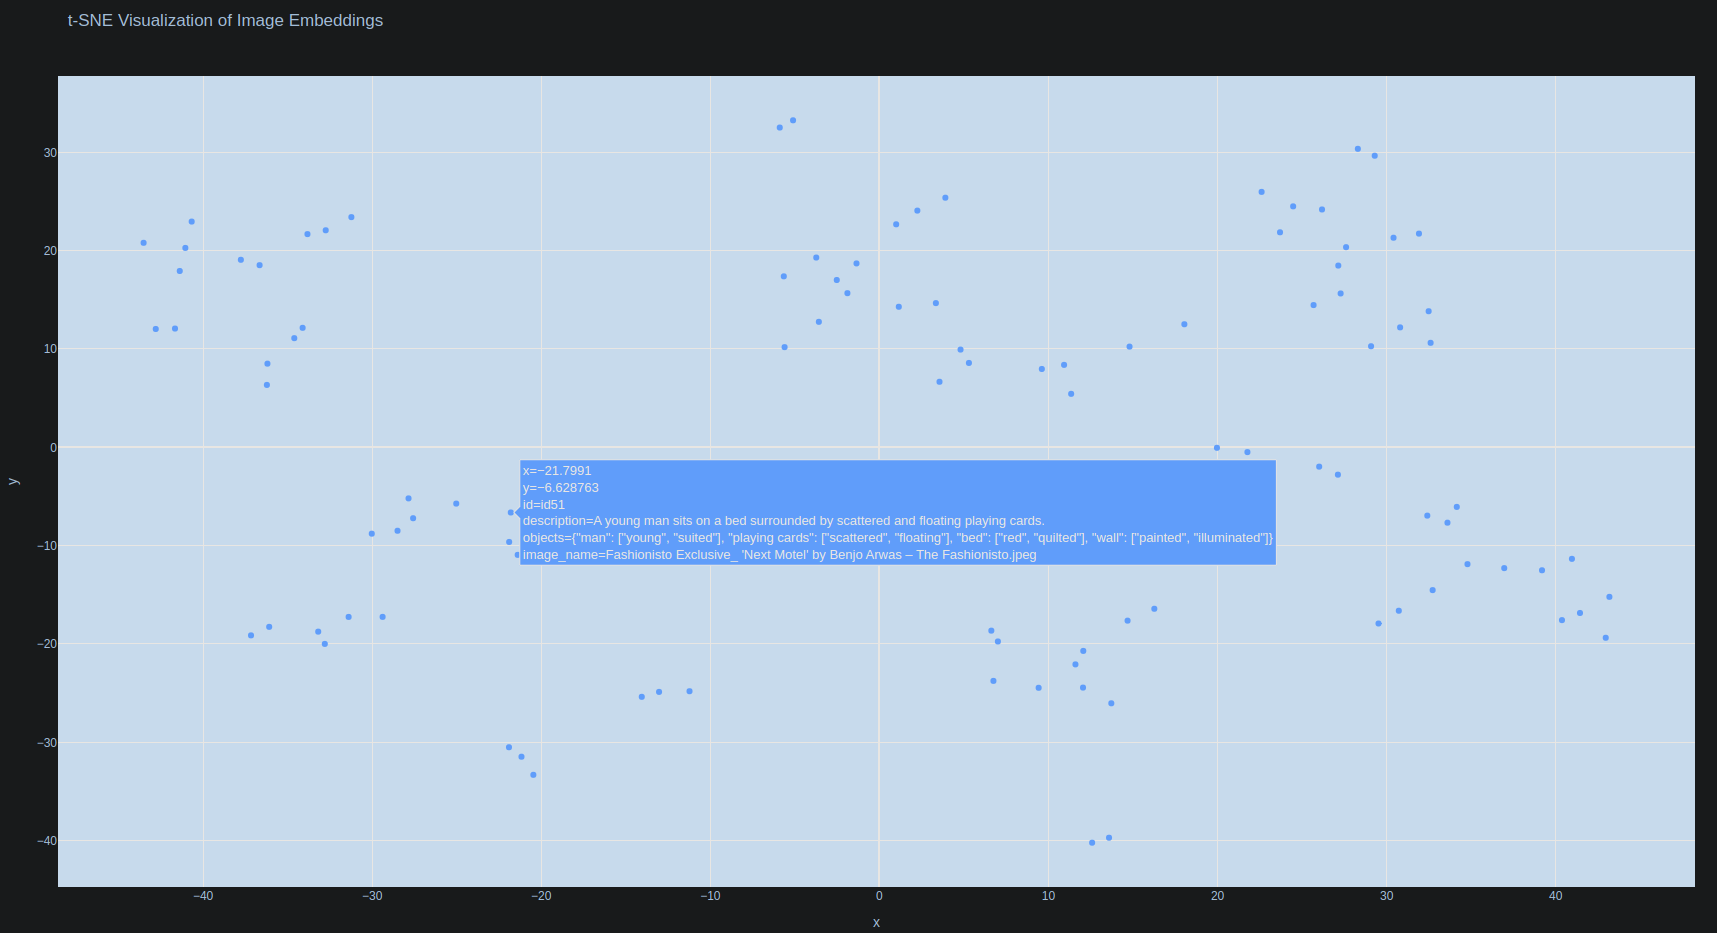 t-SNE Visualization of Image Embeddings
30
20
10
0
−10
−20
−30
−40
y
x=−21.7991
y=−6.628763
id=id51
description=A young man sits on a bed surrounded by scattered and floating playing cards.
objects={"man": ["young", "suited"], "playing cards": ["scattered", "floating"], "bed": ["red", "quilted"], "wall": ["painted", "illuminated"]}
image_name=Fashionisto Exclusive_ 'Next Motel' by Benjo Arwas – The Fashionisto.jpeg
−40 −30 −20 −10 0 10 20 30 40
x